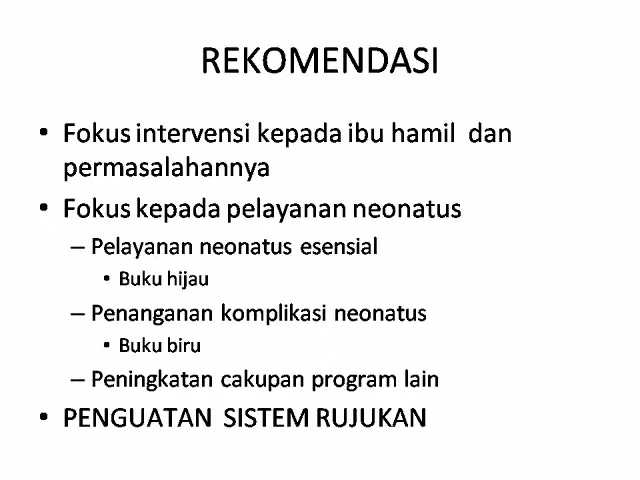 REKOMENDASI
• Fokus intervensi kepada ibu hamil dan
permasalahannya
• Fokus kepada pelayanan neonatus
– Pelayanan neonatus esensial
• Buku hijau
– Penanganan komplikasi neonatus
• Buku biru
– Peningkatan cakupan program lain
• PENGUATAN SISTEM RUJUKAN